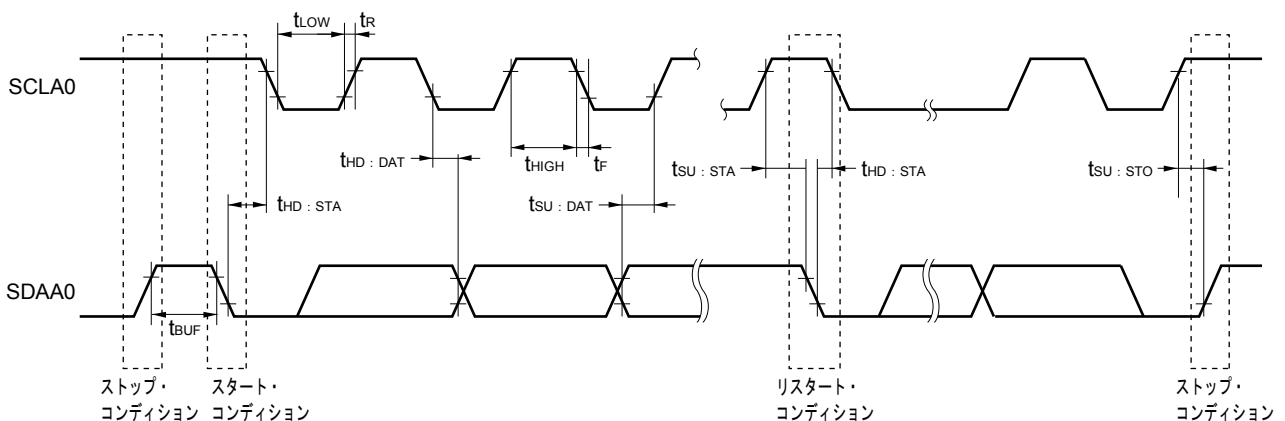 tLOW
tR
SCLA0
tHD : DAT
tHIGH
tF
tSU : STA
tHD : STA
tSU : STO
tHD : STA
tSU : DAT
SDAA0
tBUF
ストップ・
コンディション
スタート・
コンディション
リスタート・
コンディション
ストップ・
コンディション